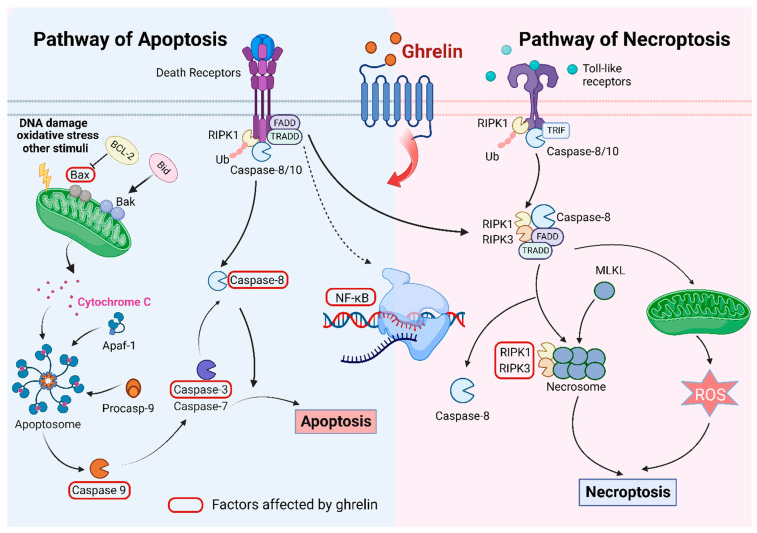 Pathway of Apoptosis
Ghrelin
Pathway of Necroptosis
Death Receptors
Toll-like
receptors
DNA damage
oxidative stress
other stimuli
BCL-2
Bax
Bid
Bak
RIPK1
FADD
TRADD
Ub
Caspase-8/10
RIPK1
TRIF
Ub
Caspase-8/10
Cytochrome C
Apaf-1
Apoptosome
Procasp-9
Caspase 9
Caspase-8
Caspase-3
Caspase-7
Apoptosis
NF-κB
RIPK1
RIPK3
Caspase-8
FADD
TRADD
MLKL
RIPK1
RIPK3
Necrosome
Caspase-8
ROS
Necroptosis
Factors affected by ghrelin